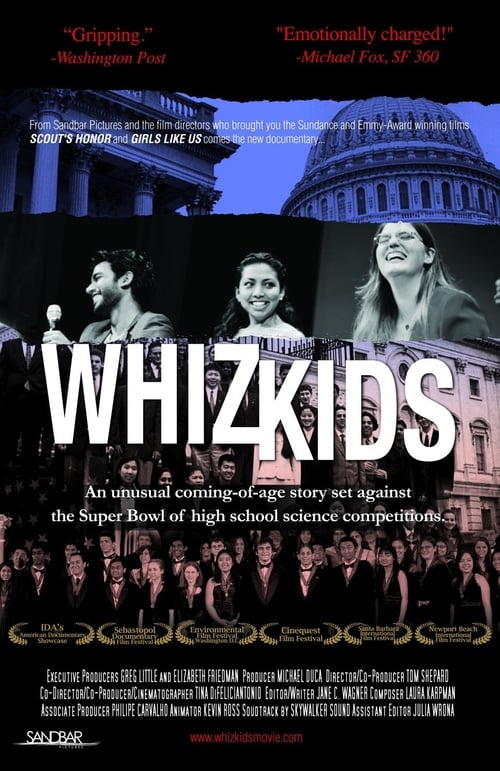 “Gripping.”
-Washington Post
"Emotionally charged!"
-Michael Fox, SF 360
From Sandbar Pictures and the film directors who brought you the Sundance and Emmy-Award winning films
SCOUT'S HONOR and GIRLS LIKE US comes the new documentary...
WHIZKIDS
An unusual coming-of-age story set against
the Super Bowl of high school science competitions.
IDA's
American Documentary
Showcase
Sebastopol
Documentary
Film Festival
Environmental
Film Festival
Washington D.C.
Cinequest
Film Festival
Santa Barbara
International
Film Festival
Newport Beach
International
Film Festival
Executive Producers Greg Little and Elizabeth Friedman Producer Michael Duca Director/Co-Producer Tom Shepard
Co-Director/Co-Producer/Cinematographer Tina DiFeliciantonio Editor/Writer Jane C. Wagner Composer Laura Karpman
Associate Producer Philipe Carvalho Animator Kevin Ross Soudtrack by Skywalker Sound Assistant Editor Julia Wrona
SANDBAR
PICTURES
www.whizkidsmovie.com